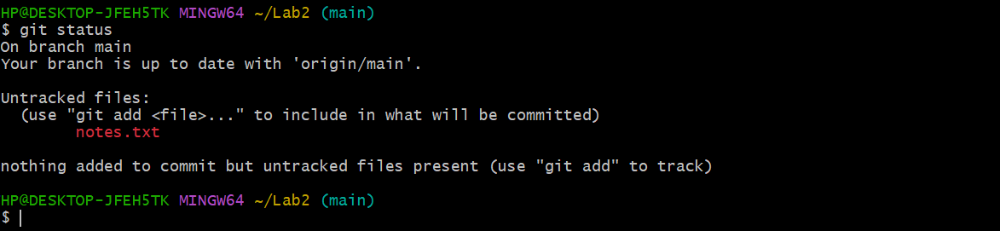 HP@DESKTOP-JFEH5TK MINGW64 ~/Lab2 (main)
$ git status
On branch main
Your branch is up to date with 'origin/main'.
Untracked files:
  (use "git add <file>..." to include in what will be committed)
        notes.txt
nothing added to commit but untracked files present (use "git add" to track)
HP@DESKTOP-JFEH5TK MINGW64 ~/Lab2 (main)
$